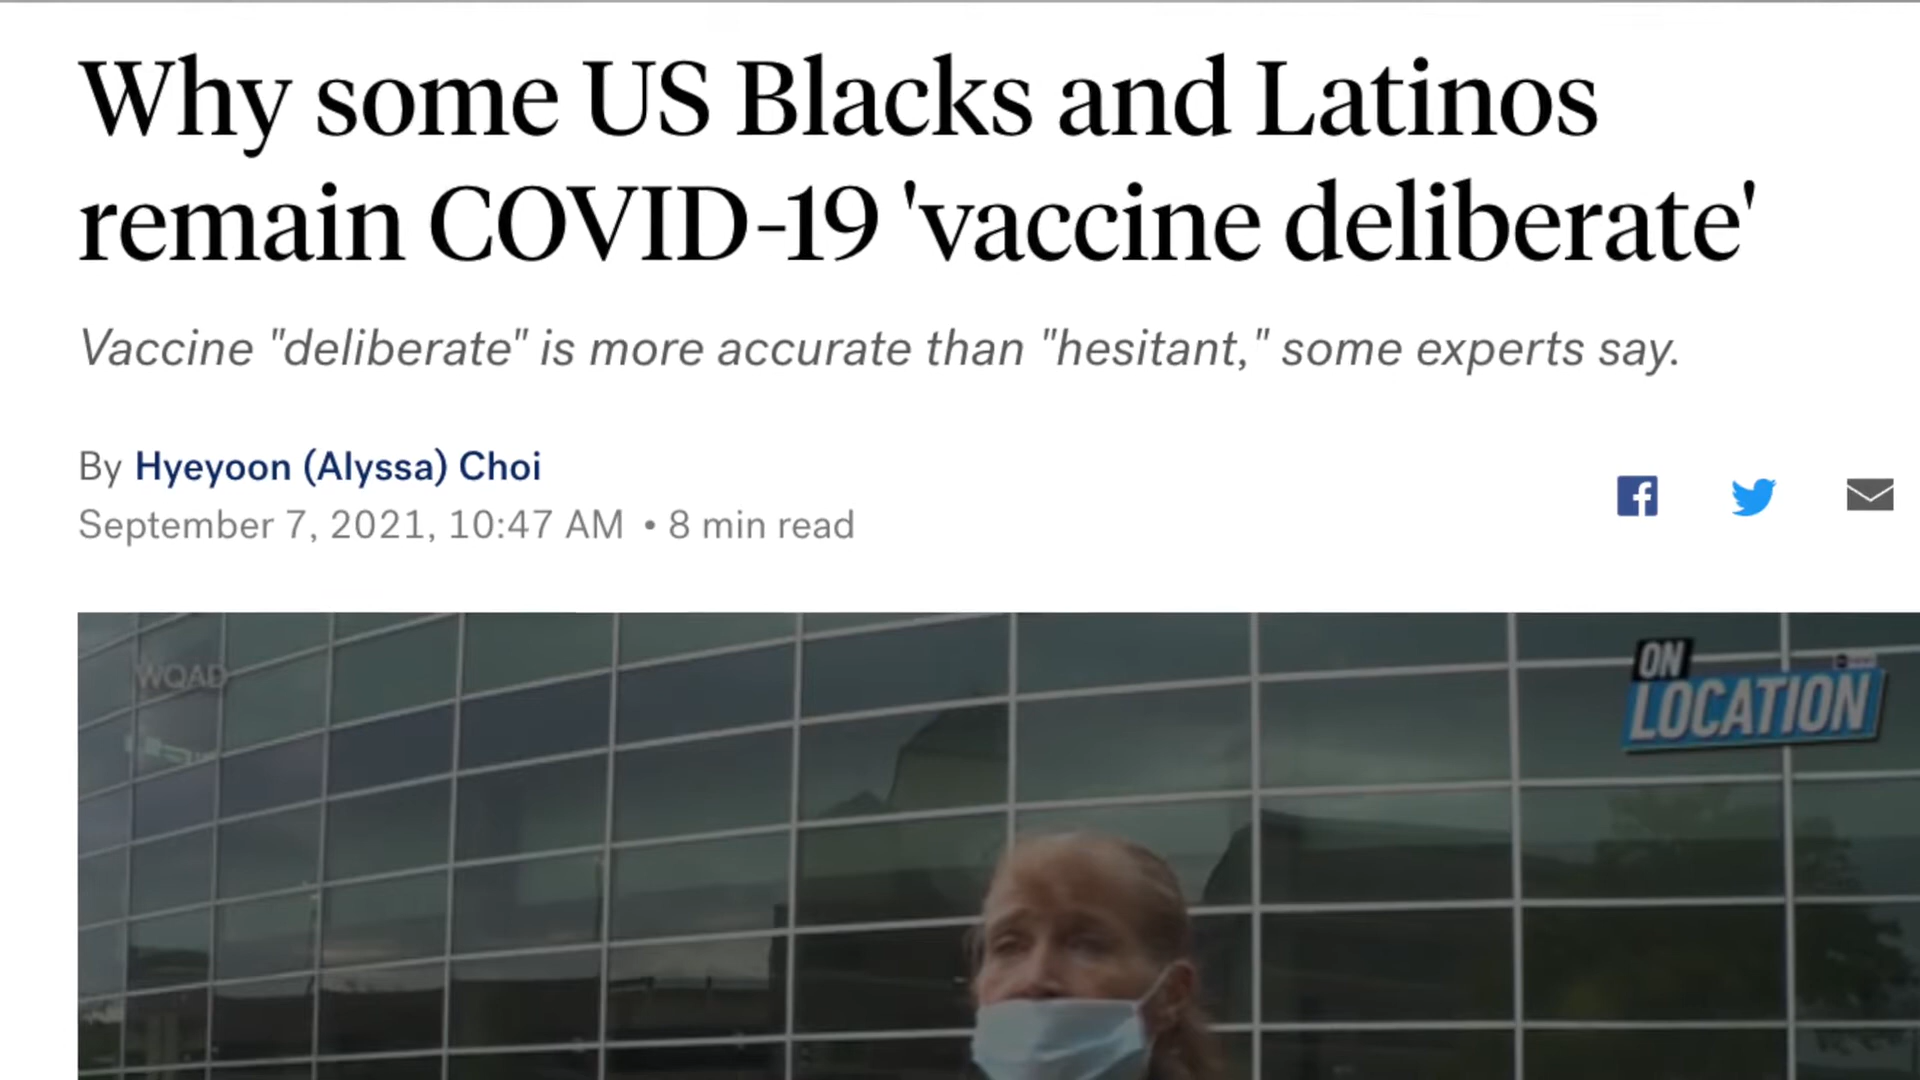 Why some US Blacks and Latinos
remain COVID-19 'vaccine deliberate'
Vaccine "deliberate" is more accurate than "hesitant," some experts say.
By Hyeyoon (Alyssa) Choi
September 7, 2021, 10:47 AM • 8 min read
WQAD
ON
LOCATION